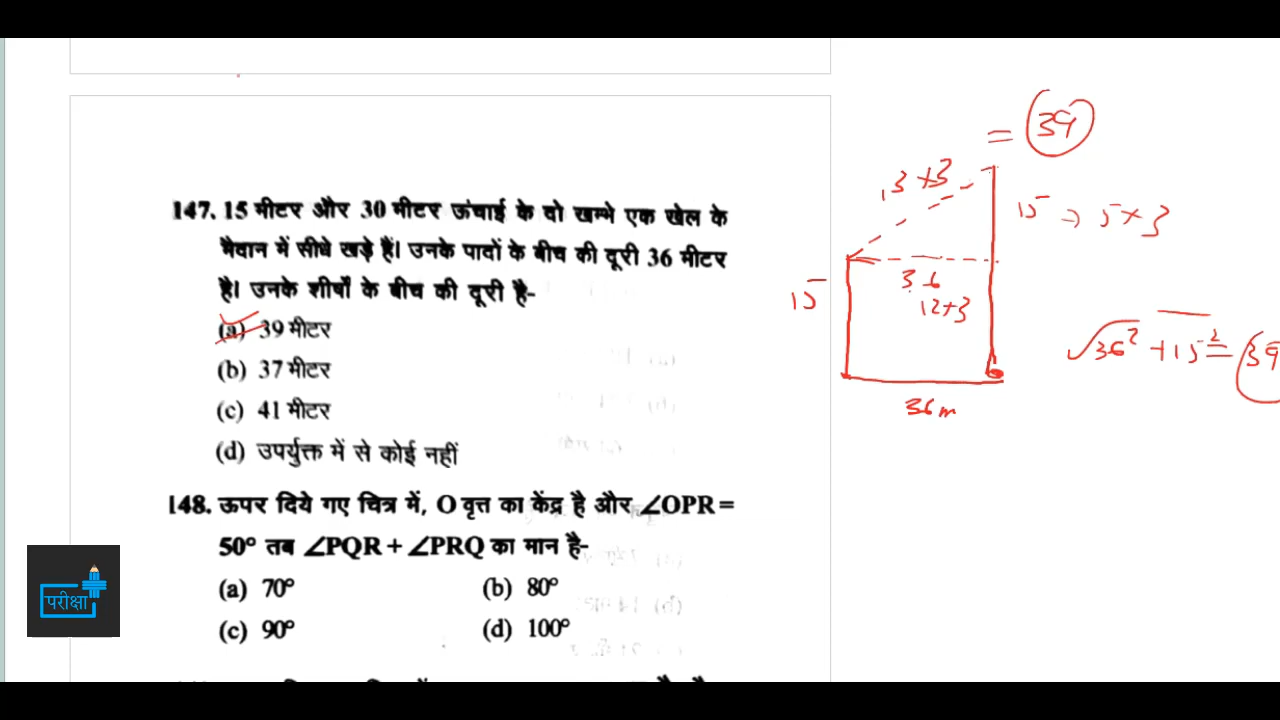 147. 15 मीटर और 30 मीटर ऊंचाई के दो खम्भे एक खेल के
मैदान में सीधे खड़े हैं। उनके पादों के बीच की दूरी 36 मीटर
है। उनके शीर्षों के बीच की दूरी है-
(a) 39 मीटर
(b) 37 मीटर
(c) 41 मीटर
(d) उपर्युक्त में से कोई नहीं
148. ऊपर दिये गए चित्र में, O वृत्त का केंद्र है और ∠OPR =
50° तब ∠PQR + ∠PRQ का मान है-
(a) 70° (b) 80°
(c) 90° (d) 100°
परीक्षा
= 39
13×3
15 ⇒ 5×3
15
36
12×3
36m
√36² + 15² = 39